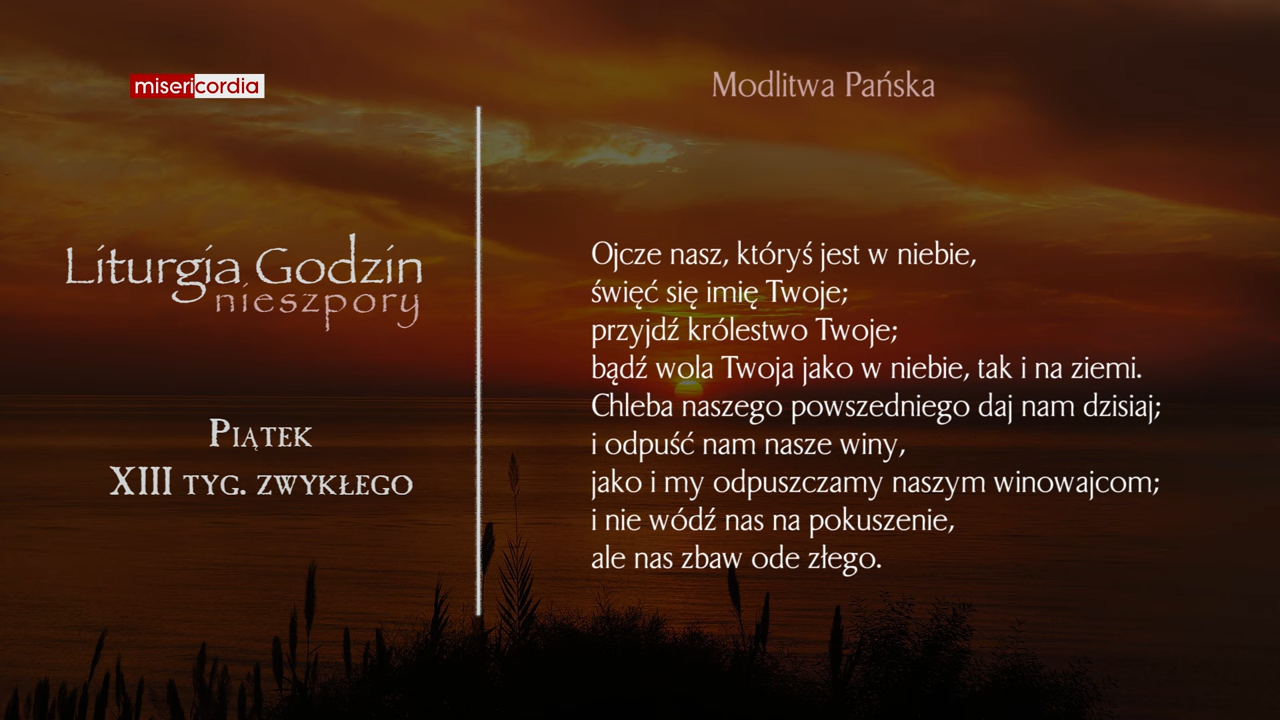 misericordia
Liturgia Godzin
nieszpory
Piątek
XIII tyg. zwykłego
Modlitwa Pańska
Ojcze nasz, któryś jest w niebie,
święć się imię Twoje;
przyjdź królestwo Twoje;
bądź wola Twoja jako w niebie, tak i na ziemi.
Chleba naszego powszedniego daj nam dzisiaj;
i odpuść nam nasze winy,
jako i my odpuszczamy naszym winowajcom;
i nie wódź nas na pokuszenie,
ale nas zbaw ode złego.